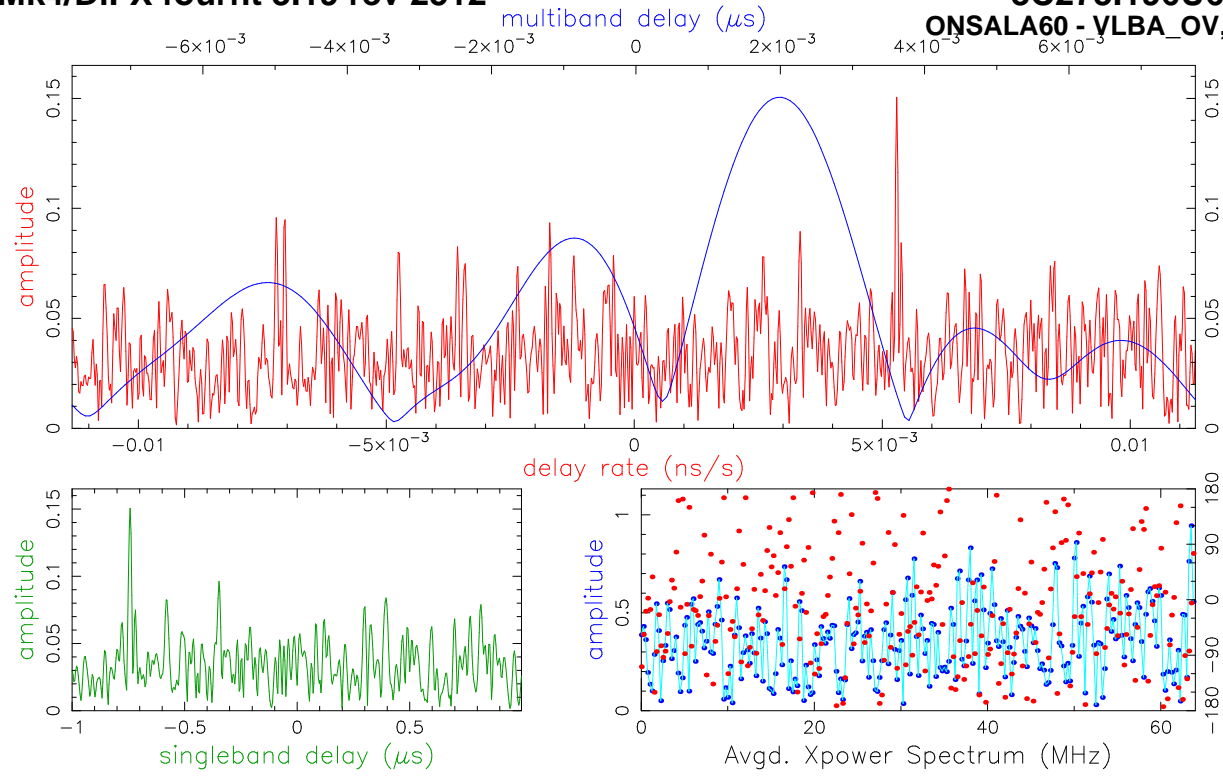 Mk4/DiFX fourfit rev
multiband delay (μs)
ONSALA60 - VLBA_OV,
−6×10⁻³ −4×10⁻³ −2×10⁻³ 0 2×10⁻³ 4×10⁻³ 6×10⁻³
amplitude
0 0.05 0.1 0.15
0 0.05 0.1 0.15
−0.01 −5×10⁻³ 0 5×10⁻³ 0.01
delay rate (ns/s)
amplitude
0 0.05 0.1 0.15
−1 −0.5 0 0.5
singleband delay (μs)
amplitude
0 0.5 1
−180 −90 0 90 180
0 20 40 60
Avgd. Xpower Spectrum (MHz)